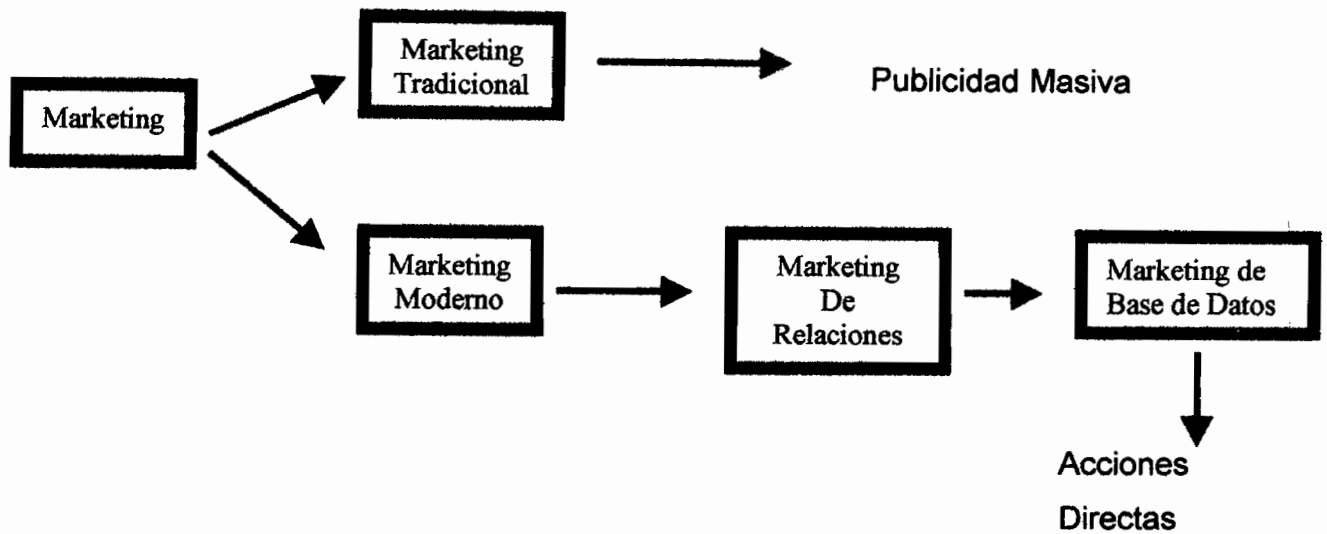 Marketing
Marketing
Tradicional
Publicidad Masiva
Marketing
Moderno
Marketing
De
Relaciones
Marketing de
Base de Datos
Acciones
Directas